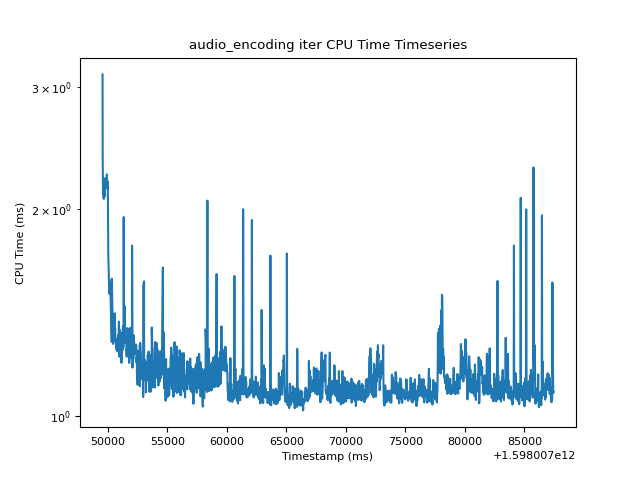 audio_encoding iter CPU Time Timeseries
CPU Time (ms)
3 × 10⁰
2 × 10⁰
10⁰
50000 55000 60000 65000 70000 75000 80000 85000
Timestamp (ms)
+1.598007e12